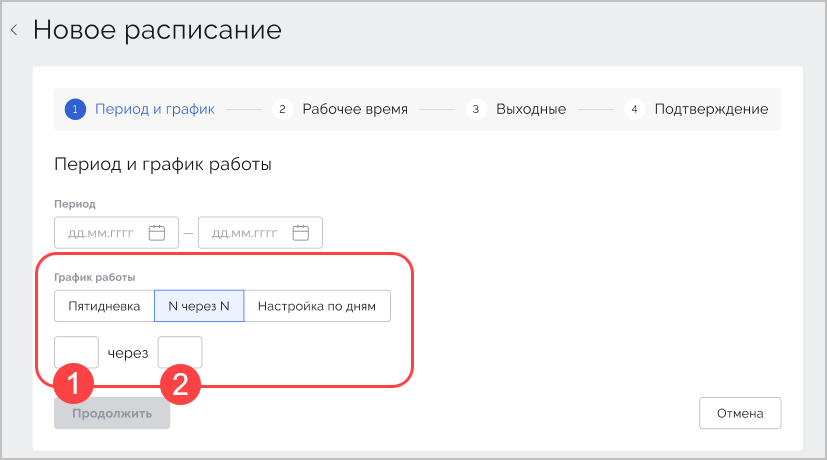 Новое расписание
1 Период и график 2 Рабочее время 3 Выходные 4 Подтверждение
Период и график работы
Период
дд.мм.гггг — дд.мм.гггг
График работы
Пятидневка N через N Настройка по дням
через
1 2
Продолжить Отмена